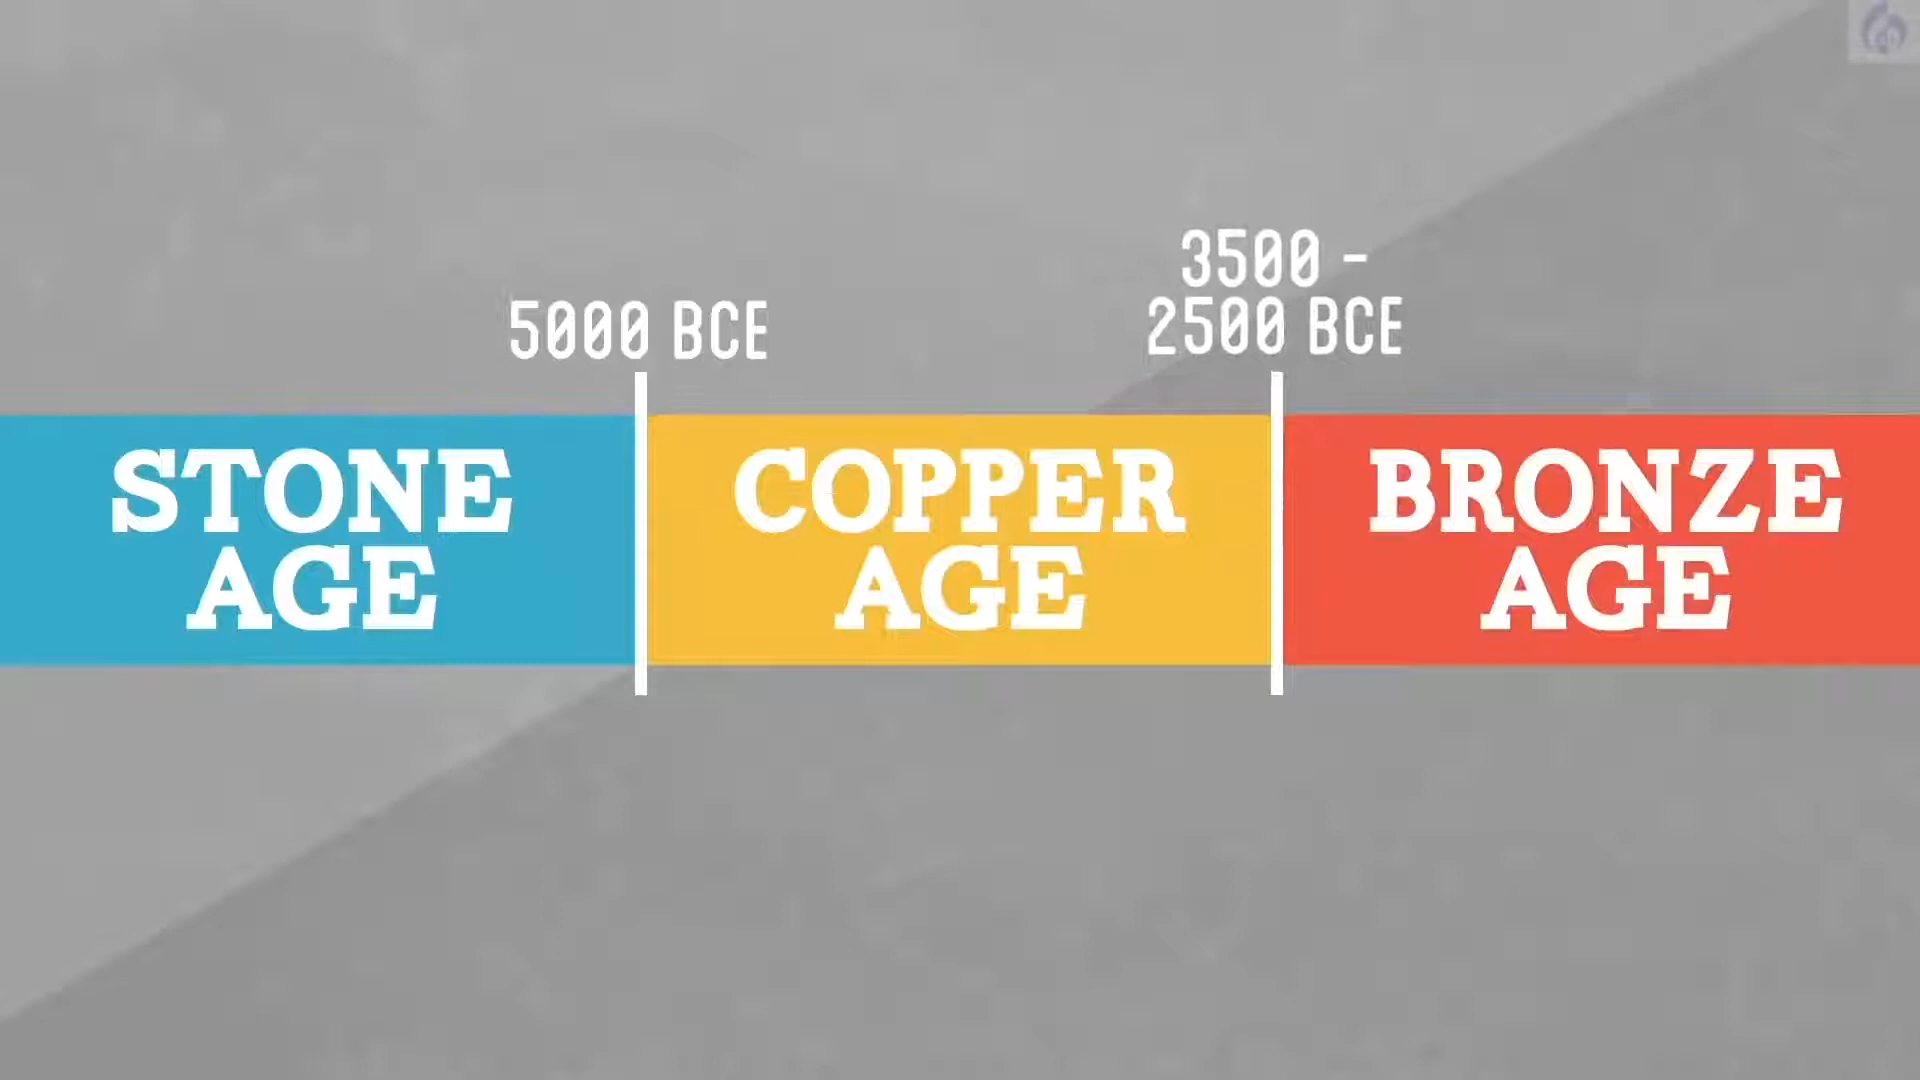 5000 BCE
3500 -
2500 BCE
STONE
AGE
COPPER
AGE
BRONZE
AGE